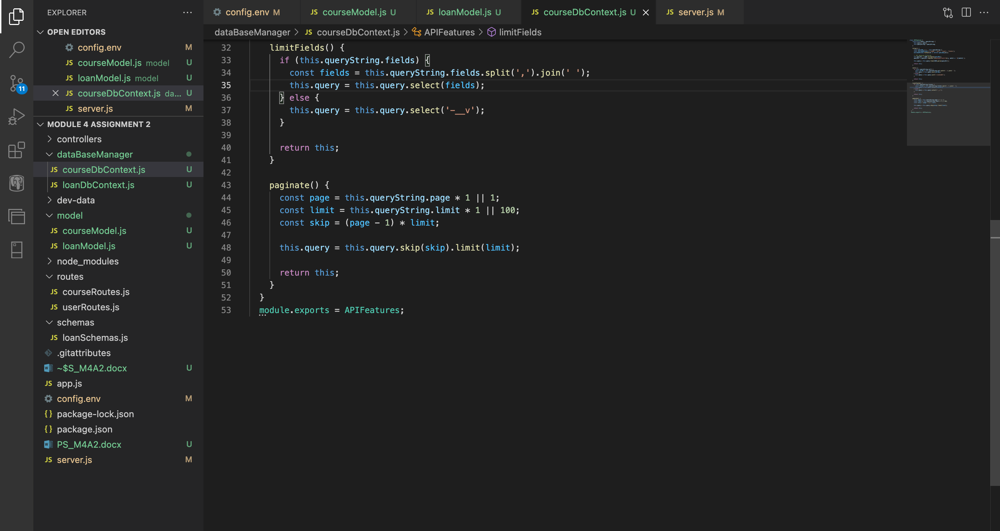 EXPLORER
OPEN EDITORS
config.env M
JS courseModel.js model U
JS loanModel.js model U
JS courseDbContext.js da... U
JS server.js M
MODULE 4 ASSIGNMENT 2
controllers
dataBaseManager
JS courseDbContext.js U
JS loanDbContext.js U
dev-data
model
JS courseModel.js U
JS loanModel.js U
node_modules
routes
JS courseRoutes.js
JS userRoutes.js
schemas
JS loanSchemas.js
.gitattributes
~$S_M4A2.docx U
JS app.js
config.env M
{} package-lock.json
{} package.json
PS_M4A2.docx U
JS server.js M
11
config.env M JS courseModel.js U JS loanModel.js U JS courseDbContext.js U JS server.js M
dataBaseManager > JS courseDbContext.js > APIFeatures > limitFields
32 limitFields() {
33 if (this.queryString.fields) {
34 const fields = this.queryString.fields.split(',').join(' ');
35 this.query = this.query.select(fields);
36 } else {
37 this.query = this.query.select('-__v');
38 }
39
40 return this;
41 }
42
43 paginate() {
44 const page = this.queryString.page * 1 || 1;
45 const limit = this.queryString.limit * 1 || 100;
46 const skip = (page - 1) * limit;
47
48 this.query = this.query.skip(skip).limit(limit);
49
50 return this;
51 }
52 }
53 module.exports = APIFeatures;